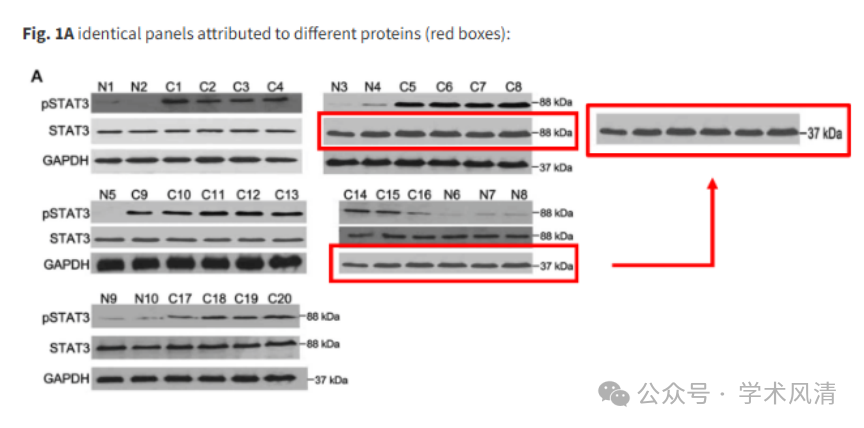 Fig. 1A identical panels attributed to different proteins (red boxes):
A
N1 N2 C1 C2 C3 C4
pSTAT3
STAT3
GAPDH
N3 N4 C5 C6 C7 C8
88 kDa
88 kDa
37 kDa
37 kDa
N5 C9 C10 C11 C12 C13
pSTAT3
STAT3
GAPDH
C14 C15 C16 N6 N7 N8
88 kDa
88 kDa
37 kDa
N9 N10 C17 C18 C19 C20
pSTAT3 88 kDa
STAT3 88 kDa
GAPDH 37 kDa
公众号 · 学术风清